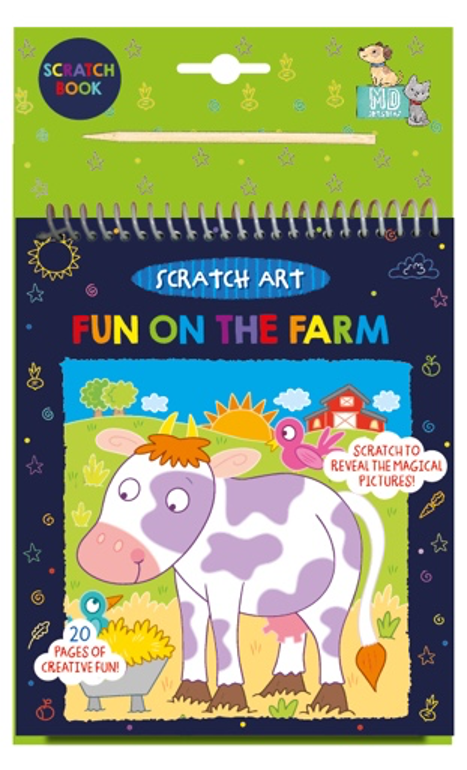 SCRATCH
BOOK
MD
SCRATCH ART
FUN ON THE FARM
SCRATCH TO
REVEAL THE MAGICAL
PICTURES!
20
PAGES OF
CREATIVE FUN!